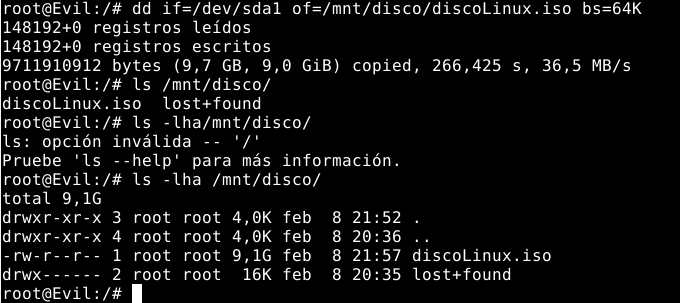 root@Evil:/# dd if=/dev/sda1 of=/mnt/disco/discoLinux.iso bs=64K
148192+0 registros leídos
148192+0 registros escritos
9711910912 bytes (9,7 GB, 9,0 GiB) copied, 266,425 s, 36,5 MB/s
root@Evil:/# ls /mnt/disco/
discoLinux.iso  lost+found
root@Evil:/# ls -lha/mnt/disco/
ls: opción inválida -- '/'
Pruebe 'ls --help' para más información.
root@Evil:/# ls -lha /mnt/disco/
total 9,1G
drwxr-xr-x 3 root root 4,0K feb  8 21:52 .
drwxr-xr-x 4 root root 4,0K feb  8 20:36 ..
-rw-r--r-- 1 root root 9,1G feb  8 21:57 discoLinux.iso
drwx------ 2 root root  16K feb  8 20:35 lost+found
root@Evil:/#